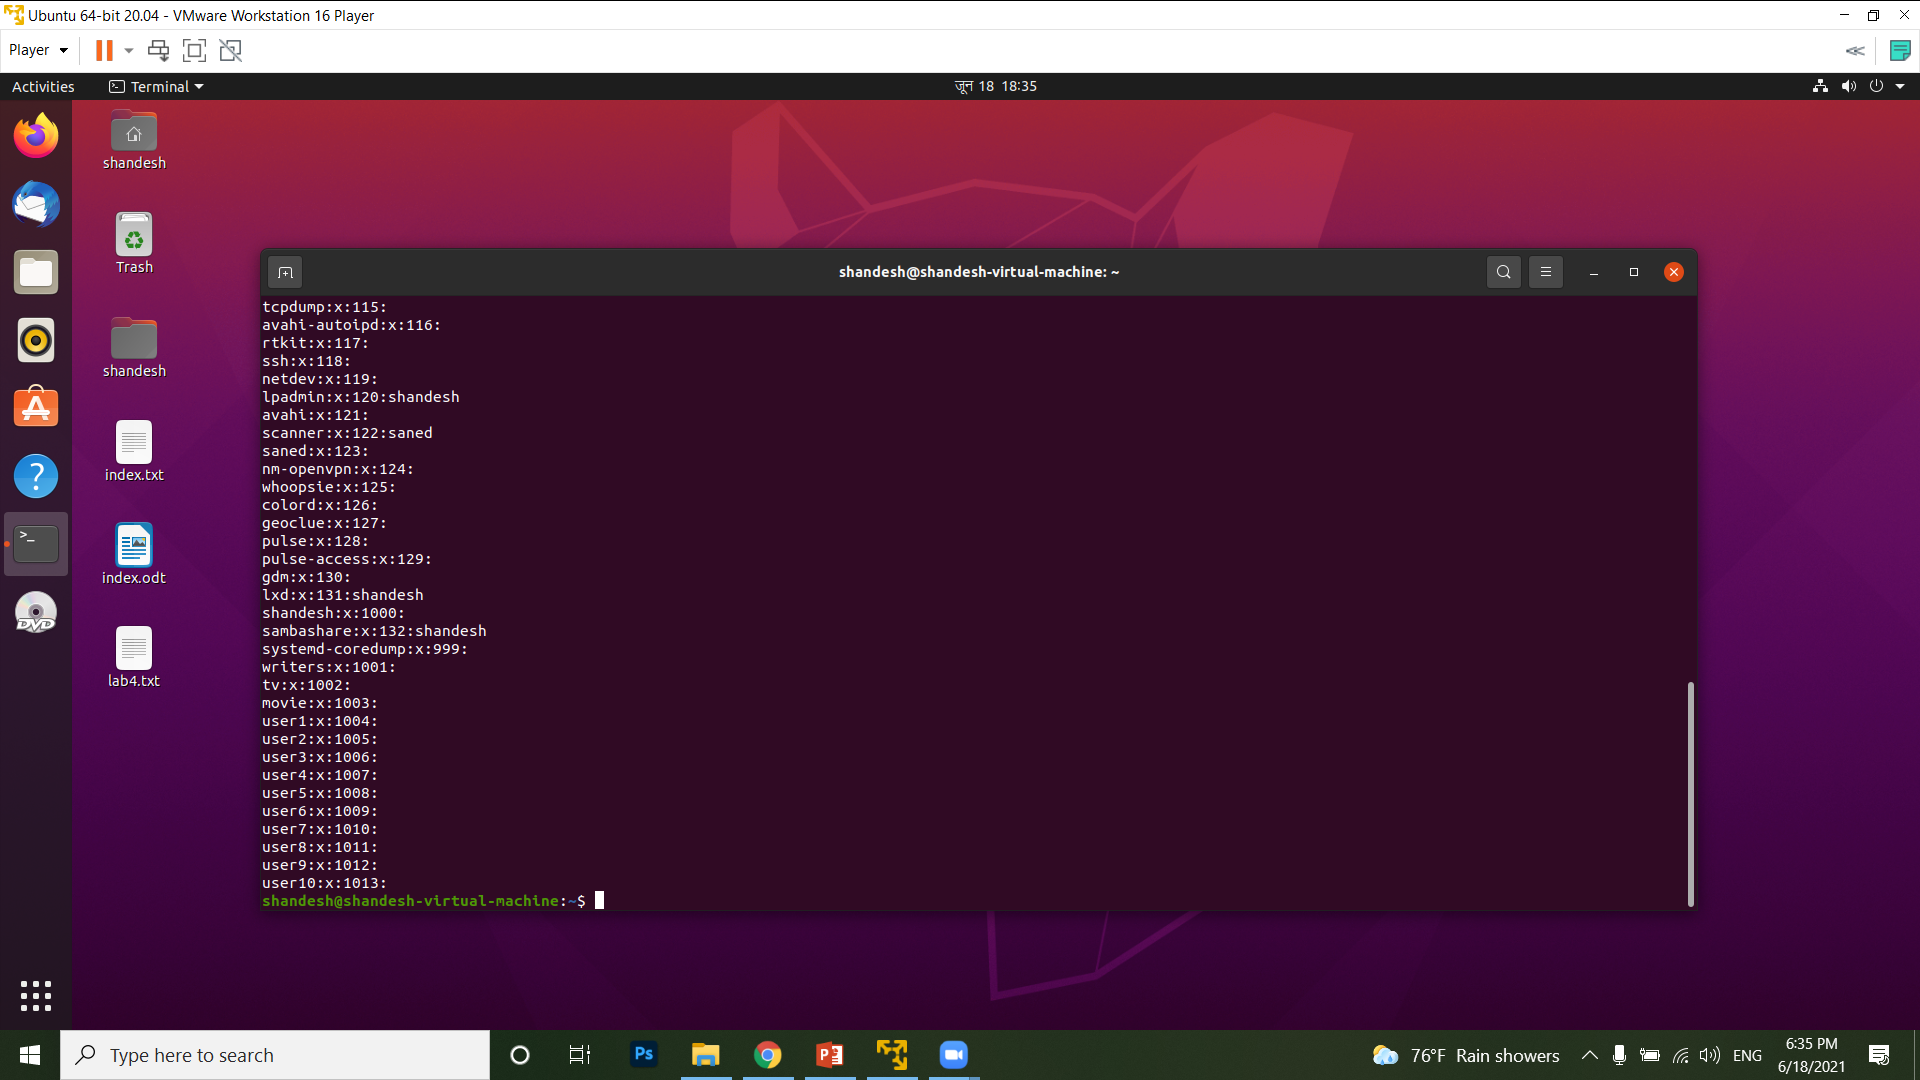 Ubuntu 64-bit 20.04 - VMware Workstation 16 Player
Player
Activities
Terminal
जून 18 18:35
shandesh
Trash
shandesh
index.txt
index.odt
lab4.txt
DVD
shandesh@shandesh-virtual-machine: ~
tcpdump:x:115:
avahi-autoipd:x:116:
rtkit:x:117:
ssh:x:118:
netdev:x:119:
lpadmin:x:120:shandesh
avahi:x:121:
scanner:x:122:saned
saned:x:123:
nm-openvpn:x:124:
whoopsie:x:125:
colord:x:126:
geoclue:x:127:
pulse:x:128:
pulse-access:x:129:
gdm:x:130:
lxd:x:131:shandesh
shandesh:x:1000:
sambashare:x:132:shandesh
systemd-coredump:x:999:
writers:x:1001:
tv:x:1002:
movie:x:1003:
user1:x:1004:
user2:x:1005:
user3:x:1006:
user4:x:1007:
user5:x:1008:
user6:x:1009:
user7:x:1010:
user8:x:1011:
user9:x:1012:
user10:x:1013:
shandesh@shandesh-virtual-machine:~$
Type here to search
Ps
76°F Rain showers
ENG
6:35 PM
6/18/2021